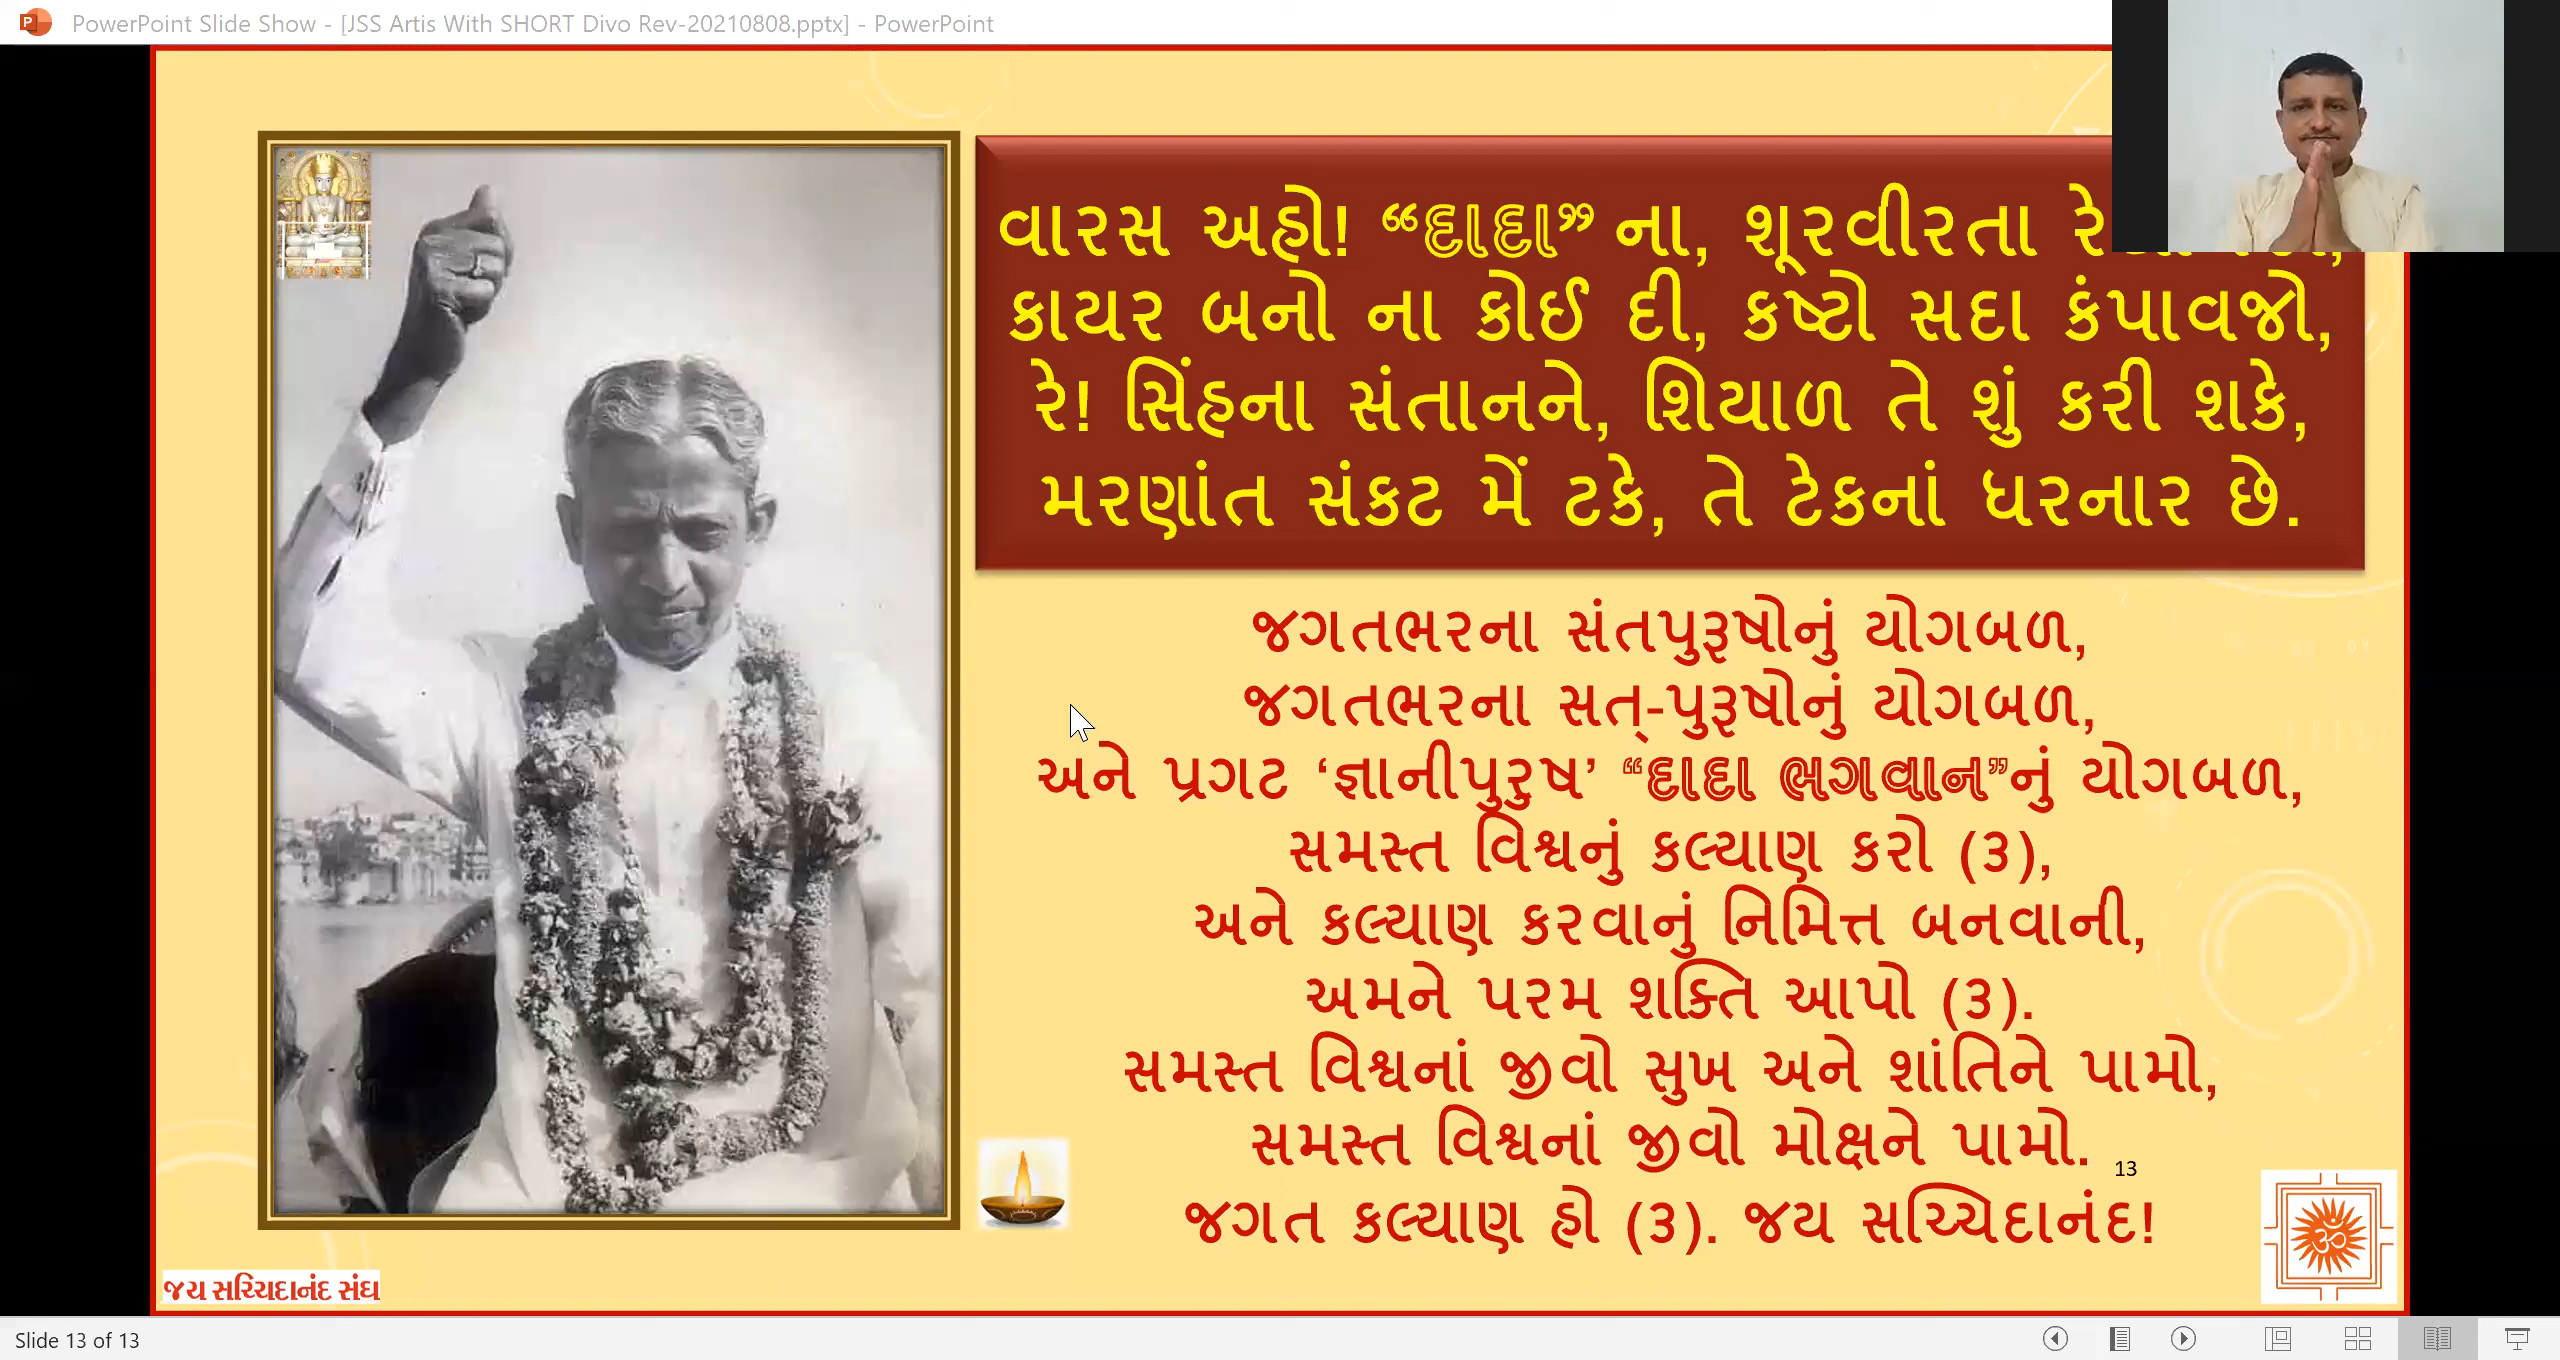 PowerPoint Slide Show - [JSS Artis With SHORT Divo Rev-20210808.pptx] - PowerPoint
વારસ અહો! “દાદા” ના, શૂરવીરતા
કાયર બનો ના કોઈ દી, કષ્ટો સદા કંપાવજો,
રે! સિંહના સંતાનને, શિયાળ તે શું કરી શકે,
મરણાંત સંકટ મેં ટકે, તે ટેકનાં ધરનાર છે.
જગતભરના સંતપુરૂષોનું યોગબળ,
જગતભરના સત્-પુરૂષોનું યોગબળ,
અને પ્રગટ ‘જ્ઞાનીપુરુષ’ “દાદા ભગવાન”નું યોગબળ,
સમસ્ત વિશ્વનું કલ્યાણ કરો (૩),
અને કલ્યાણ કરવાનું નિમિત્ત બનવાની,
અમને પરમ શક્તિ આપો (૩).
સમસ્ત વિશ્વનાં જીવો સુખ અને શાંતિને પામો,
સમસ્ત વિશ્વનાં જીવો મોક્ષને પામો.
13
જગત કલ્યાણ હો (૩). જય સચ્ચિદાનંદ!
જય સચ્ચિદાનંદ સંઘ
Slide 13 of 13